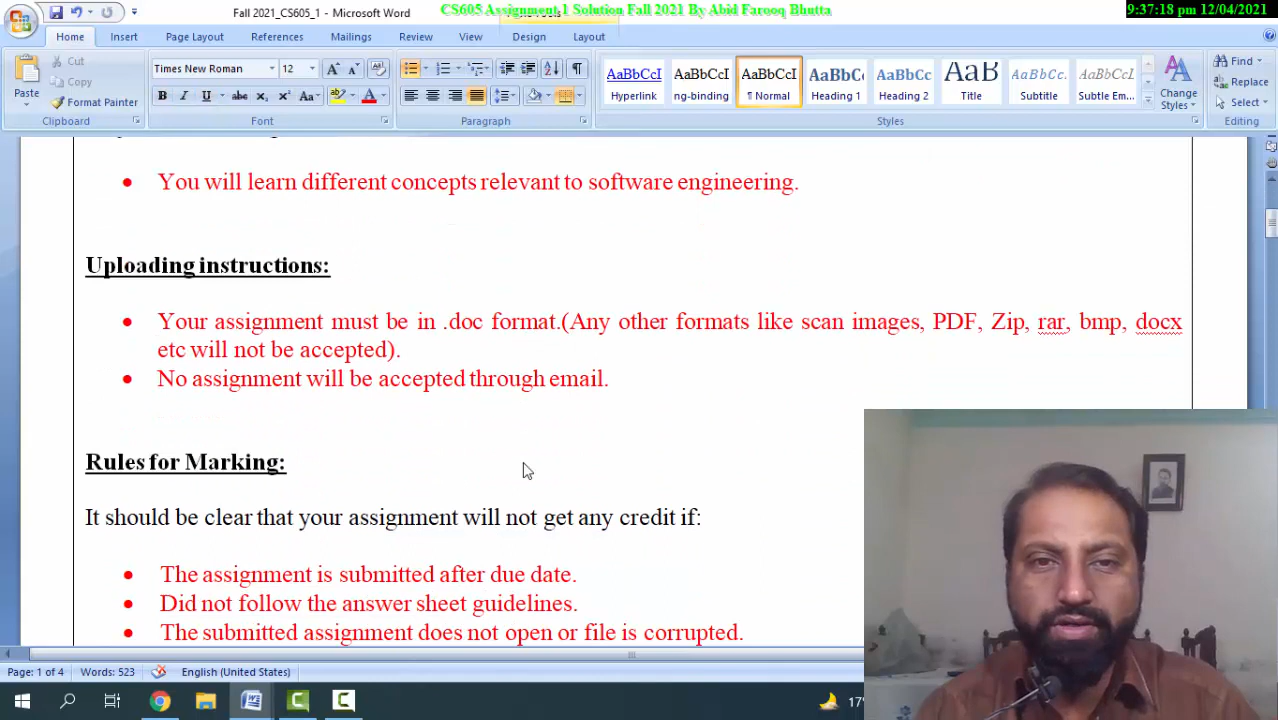 Fall 2021_CS605_1 - Microsoft Word
CS605 Assignment 1 Solution Fall 2021 By Abid Farooq Bhutta
9:37:18 pm 12/04/2021
Home Insert Page Layout References Mailings Review View Design Layout
Cut
Copy
Format Painter
Paste
Clipboard
Times New Roman 12
Font
Paragraph
AaBbCcI AaBbCcI AaBbCcI AaBbCc AaBbCc AaB AaBbCcI AaBbCcI
Hyperlink ng-binding ¶ Normal Heading 1 Heading 2 Title Subtitle Subtle Em...
Change
Styles
Styles
Find
Replace
Select
Editing
• You will learn different concepts relevant to software engineering.
Uploading instructions:
• Your assignment must be in .doc format.(Any other formats like scan images, PDF, Zip, rar, bmp, docx
etc will not be accepted).
• No assignment will be accepted through email.
Rules for Marking:
It should be clear that your assignment will not get any credit if:
• The assignment is submitted after due date.
• Did not follow the answer sheet guidelines.
• The submitted assignment does not open or file is corrupted.
Page: 1 of 4 Words: 523 English (United States)